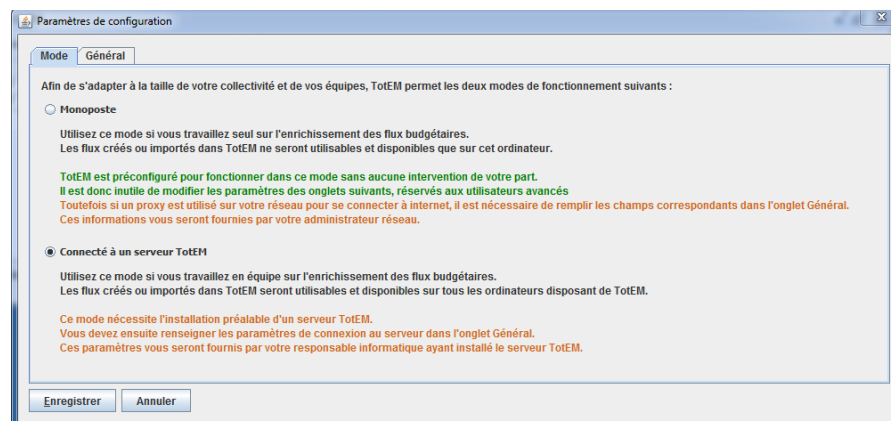 Paramètres de configuration
Mode
Général
Afin de s'adapter à la taille de votre collectivité et de vos équipes, TotEM permet les deux modes de fonctionnement suivants :
Monoposte
Utilisez ce mode si vous travaillez seul sur l'enrichissement des flux budgétaires.
Les flux créés ou importés dans TotEM ne seront utilisables et disponibles que sur cet ordinateur.
TotEM est préconfiguré pour fonctionner dans ce mode sans aucune intervention de votre part.
Il est donc inutile de modifier les paramètres des onglets suivants, réservés aux utilisateurs avancés
Toutefois si un proxy est utilisé sur votre réseau pour se connecter à internet, il est nécessaire de remplir les champs correspondants dans l'onglet Général.
Ces informations vous seront fournies par votre administrateur réseau.
Connecté à un serveur TotEM
Utilisez ce mode si vous travaillez en équipe sur l'enrichissement des flux budgétaires.
Les flux créés ou importés dans TotEM seront utilisables et disponibles sur tous les ordinateurs disposant de TotEM.
Ce mode nécessite l'installation préalable d'un serveur TotEM.
Vous devez ensuite renseigner les paramètres de connexion au serveur dans l'onglet Général.
Ces paramètres vous seront fournis par votre responsable informatique ayant installé le serveur TotEM.
Enregistrer
Annuler